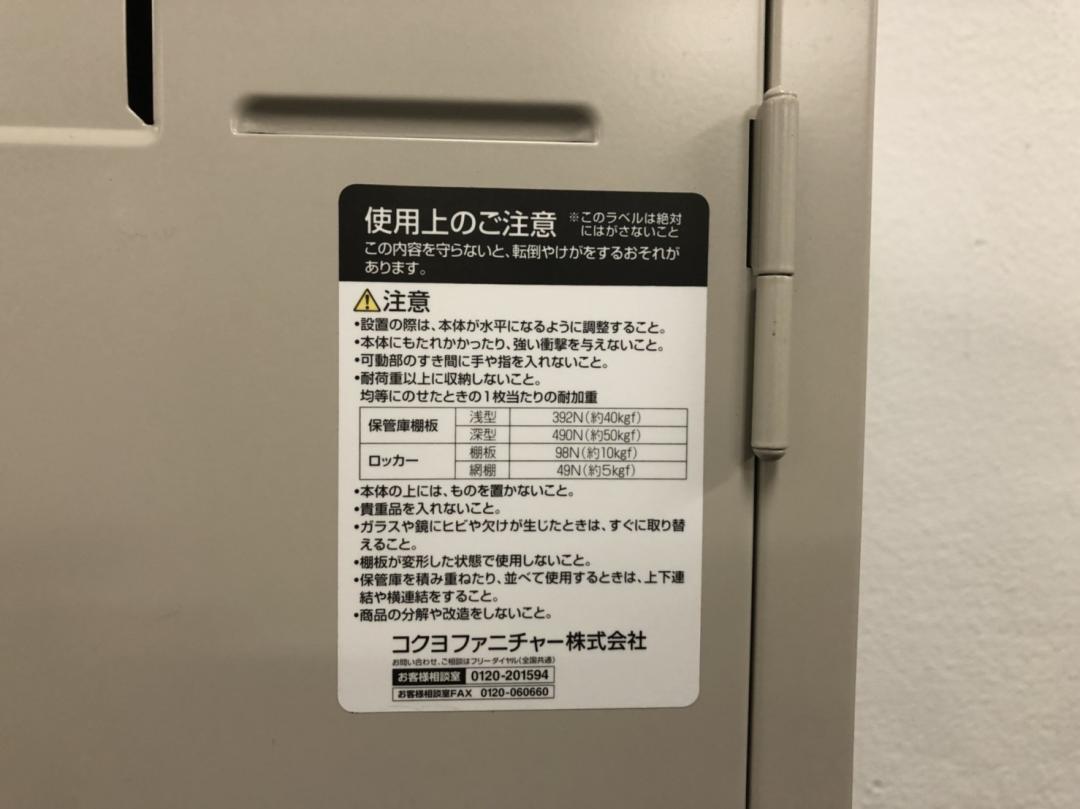 使用上のご注意 ※このラベルは絶対
にはがさないこと
この内容を守らないと、転倒やけがをするおそれが
あります。
注意
•設置の際は、本体が水平になるように調整すること。
•本体にもたれかかったり、強い衝撃を与えないこと。
•可動部のすき間に手や指を入れないこと。
•耐荷重以上に収納しないこと。
均等にのせたときの1枚当たりの耐加重
保管庫棚板 浅型 392N(約40kgf)
深型 490N(約50kgf)
ロッカー 棚板 98N(約10kgf)
網棚 49N(約5kgf)
•本体の上には、ものを置かないこと。
•貴重品を入れないこと。
•ガラスや鏡にヒビや欠けが生じたときは、すぐに取り替
えること。
•棚板が変形した状態で使用しないこと。
•保管庫を積み重ねたり、並べて使用するときは、上下連
結や横連結をすること。
•商品の分解や改造をしないこと。
コクヨファニチャー株式会社
お問い合わせ、ご相談はフリーダイヤル(全国共通)
お客様相談室 0120-201594
お客様相談室FAX 0120-060660